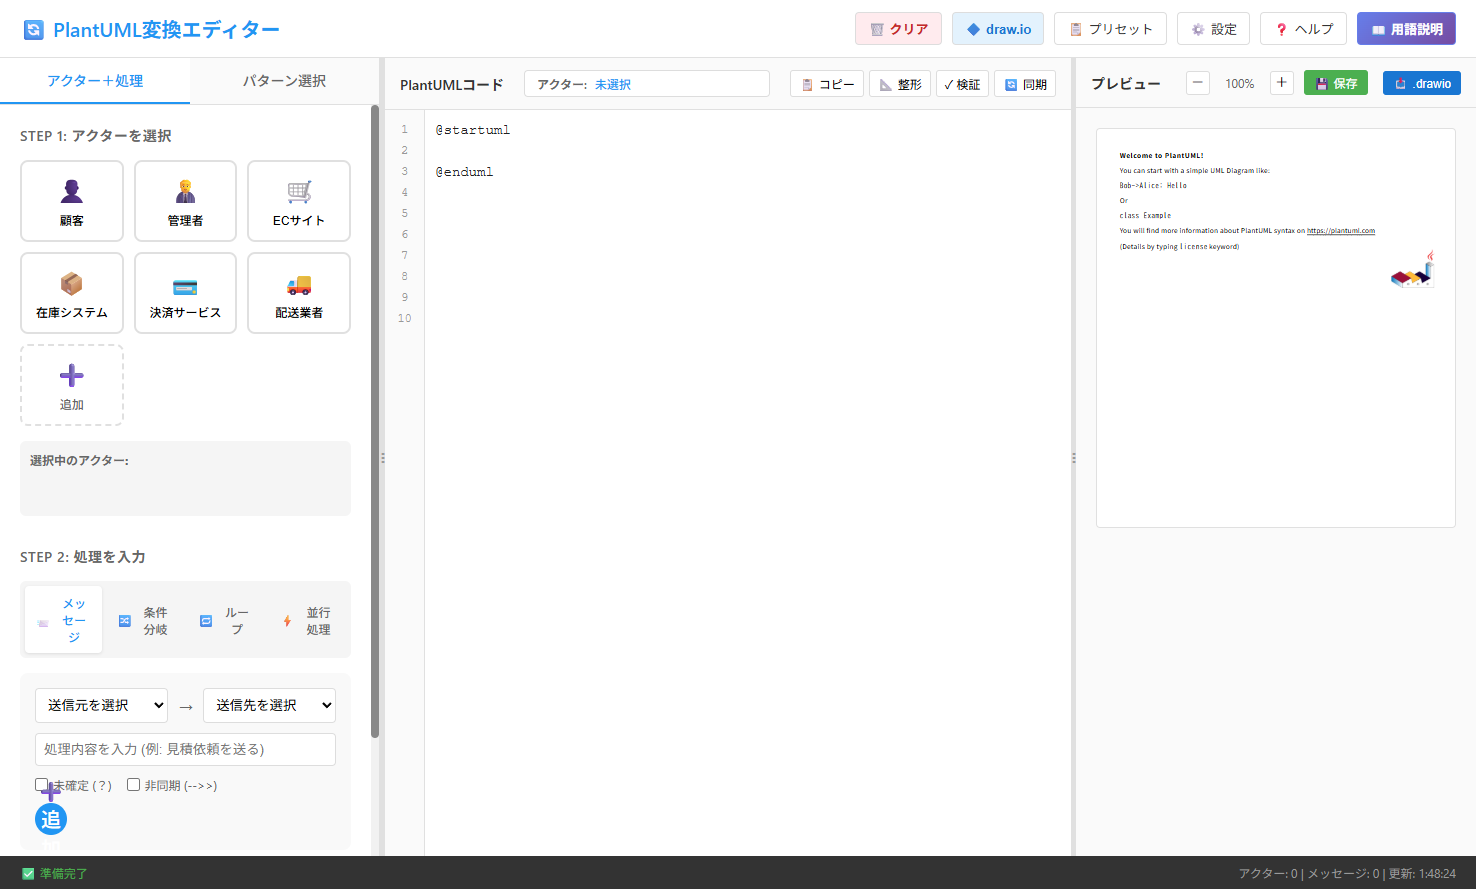 PlantUML変換エディター
クリア
draw.io
プリセット
設定
ヘルプ
用語説明
アクター＋処理
パターン選択
STEP 1: アクターを選択
顧客
管理者
ECサイト
在庫システム
決済サービス
配送業者
追加
選択中のアクター:
STEP 2: 処理を入力
メッ
セー
ジ
条件
分岐
ルー
プ
並行
処理
送信元を選択
→
送信先を選択
処理内容を入力 (例: 見積依頼を送る)
未確定 (？)
非同期 (-->>)
追
PlantUMLコード
アクター: 未選択
コピー
整形
✓ 検証
同期
1 @startuml
2
3 @enduml
4
5
6
7
8
9
10
プレビュー
−
100%
+
保存
.drawio
Welcome to PlantUML!
You can start with a simple UML Diagram like:
Bob->Alice: Hello
Or
class Example
You will find more information about PlantUML syntax on https://plantuml.com
(Details by typing license keyword)
準備完了
アクター: 0 | メッセージ: 0 | 更新: 1:48:24